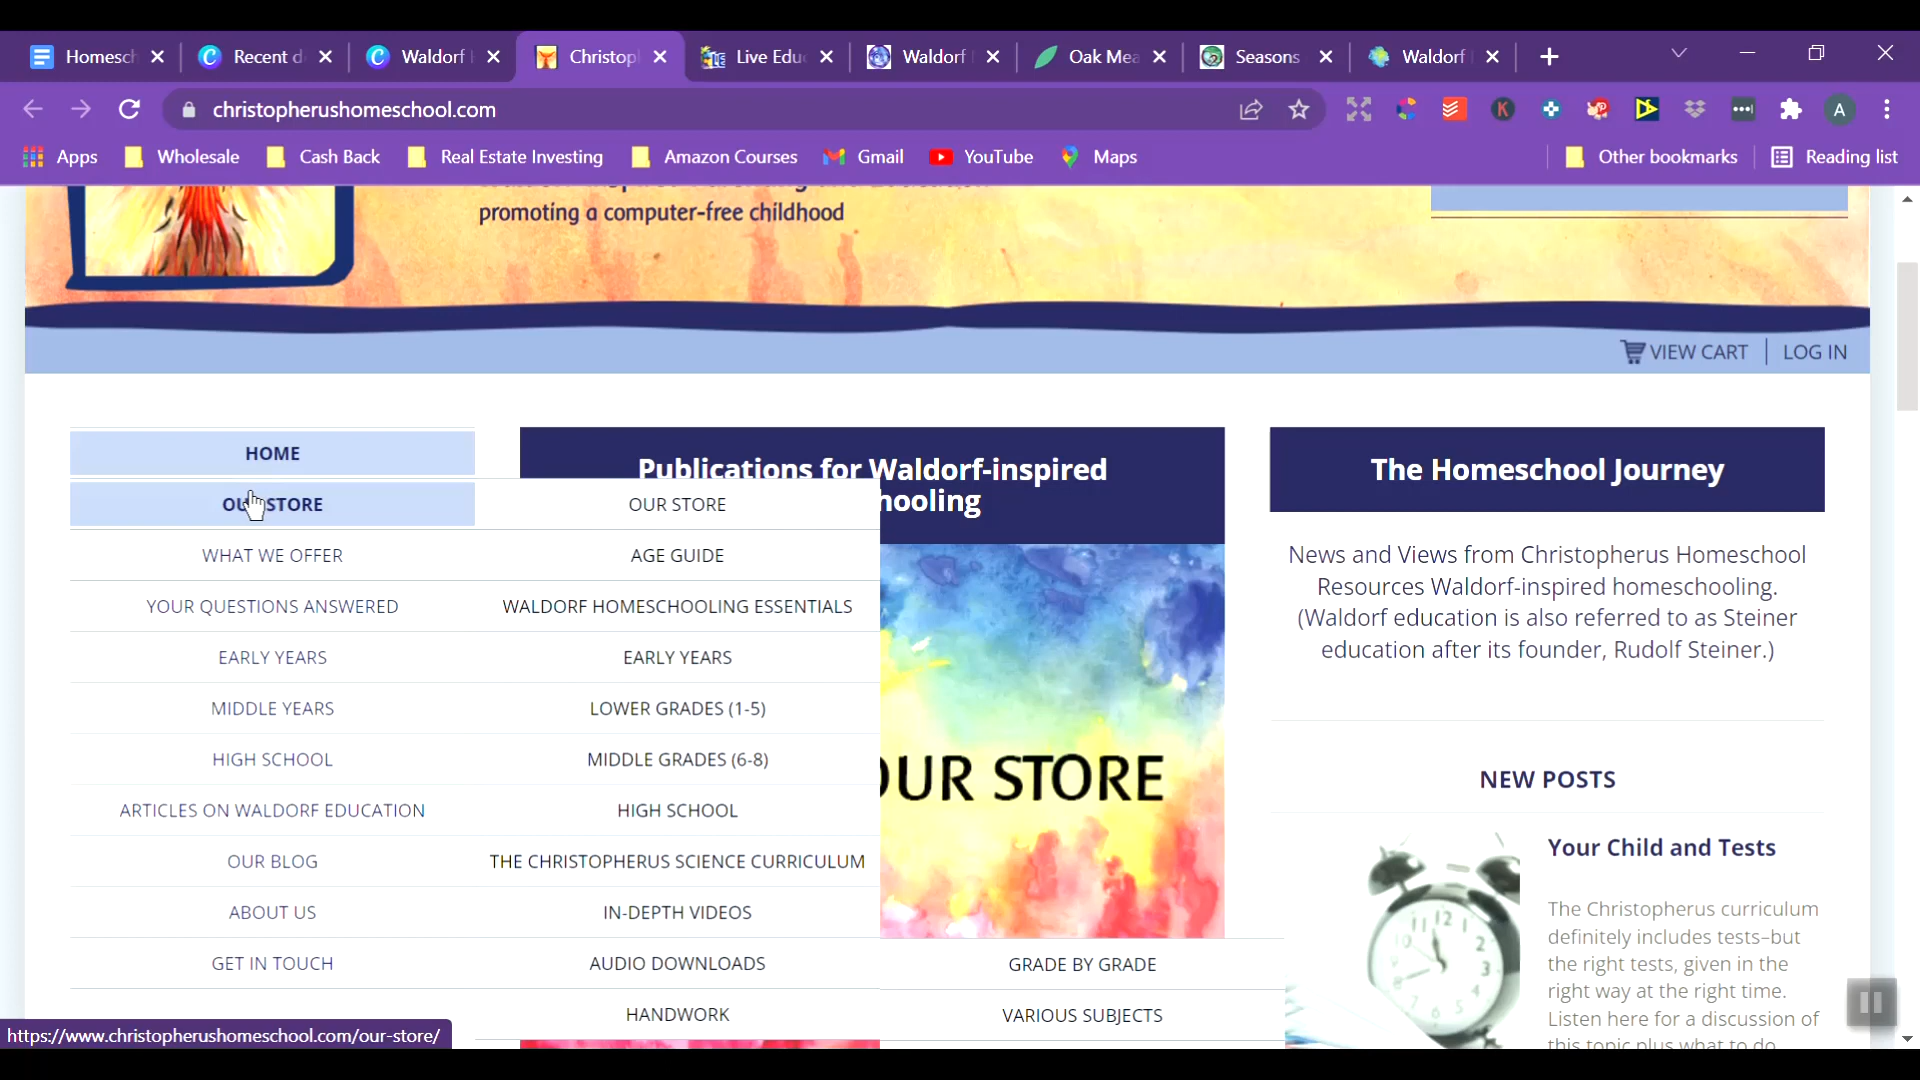 Homesch
Recent d
Waldorf
Christop
Live Edu
Waldorf
Oak Mea
Seasons
Waldorf
christopherushomeschool.com
A
Apps
Wholesale
Cash Back
Real Estate Investing
Amazon Courses
Gmail
YouTube
Maps
Other bookmarks
Reading list
promoting a computer-free childhood
VIEW CART
LOG IN
HOME
OUR STORE
WHAT WE OFFER
YOUR QUESTIONS ANSWERED
EARLY YEARS
MIDDLE YEARS
HIGH SCHOOL
ARTICLES ON WALDORF EDUCATION
OUR BLOG
ABOUT US
GET IN TOUCH
OUR STORE
AGE GUIDE
WALDORF HOMESCHOOLING ESSENTIALS
EARLY YEARS
LOWER GRADES (1-5)
MIDDLE GRADES (6-8)
HIGH SCHOOL
THE CHRISTOPHERUS SCIENCE CURRICULUM
IN-DEPTH VIDEOS
AUDIO DOWNLOADS
HANDWORK
GRADE BY GRADE
VARIOUS SUBJECTS
Publications for Waldorf-inspired
hooling
OUR STORE
The Homeschool Journey
News and Views from Christopherus Homeschool
Resources Waldorf-inspired homeschooling.
(Waldorf education is also referred to as Steiner
education after its founder, Rudolf Steiner.)
NEW POSTS
Your Child and Tests
The Christopherus curriculum
definitely includes tests–but
the right tests, given in the
right way at the right time.
Listen here for a discussion of
this topic plus what to do
https://www.christopherushomeschool.com/our-store/